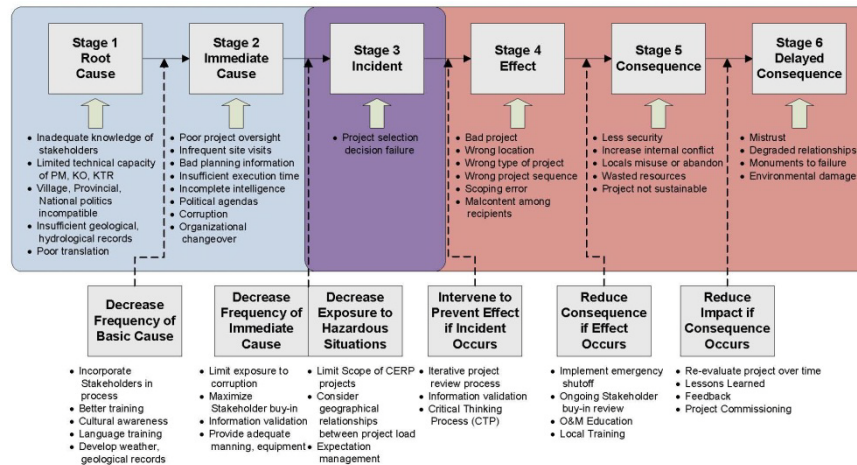 Stage 1
Root
Cause
Stage 2
Immediate
Cause
Stage 3
Incident
Stage 4
Effect
Stage 5
Consequence
Stage 6
Delayed
Consequence
• Inadequate knowledge of
stakeholders
• Limited technical capacity
of PM, KO, KTR
• Village, Provincial,
National politics
incompatible
• Insufficient geological,
hydrological records
• Poor translation
• Poor project oversight
• Infrequent site visits
• Bad planning information
• Insufficient execution time
• Incomplete intelligence
• Political agendas
• Corruption
• Organizational
changeover
• Project selection
decision failure
• Bad project
• Wrong location
• Wrong type of project
• Wrong project sequence
• Scoping error
• Malcontent among
recipients
• Less security
• Increase internal conflict
• Locals misuse or abandon
• Wasted resources
• Project not sustainable
• Mistrust
• Degraded relationships
• Monuments to failure
• Environmental damage
Decrease
Frequency of
Basic Cause
Decrease
Frequency of
Immediate
Cause
Decrease
Exposure to
Hazardous
Situations
Intervene to
Prevent Effect
if Incident
Occurs
Reduce
Consequence
if Effect
Occurs
Reduce
Impact if
Consequence
Occurs
• Incorporate
Stakeholders in
process
• Better training
• Cultural awareness
• Language training
• Develop weather,
geological records
• Limit exposure to
corruption
• Maximize
Stakeholder buy-in
• Information validation
• Provide adequate
manning, equipment
• Limit Scope of CERP
projects
• Consider
geographical
relationships
between project load
• Expectation
management
• Iterative project
review process
• Information validation
• Critical Thinking
Process (CTP)
• Implement emergency
shutoff
• Ongoing Stakeholder
buy-in review
• O&M Education
• Local Training
• Re-evaluate project over time
• Lessons Learned
• Feedback
• Project Commissioning